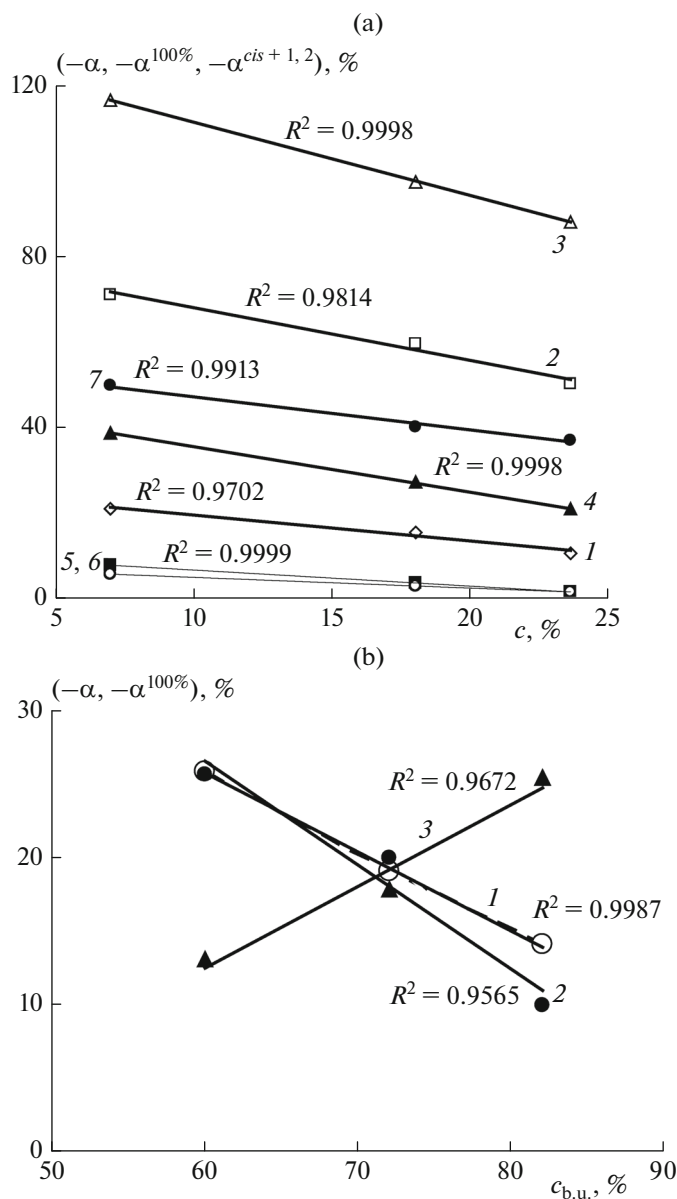 (a)
(−α, −α^{100%}, −α^{cis + 1, 2}), %
120
R² = 0.9998
3
80
R² = 0.9814
2
7
R² = 0.9913
40
R² = 0.9998
4
R² = 0.9702
1
5, 6
R² = 0.9999
0
5 10 15 20 25
c, %
(b)
(−α, −α^{100%}), %
30
R² = 0.9672
3
20
1
R² = 0.9987
10
R² = 0.9565
2
0
50 60 70 80 90
c_{b.u.}, %